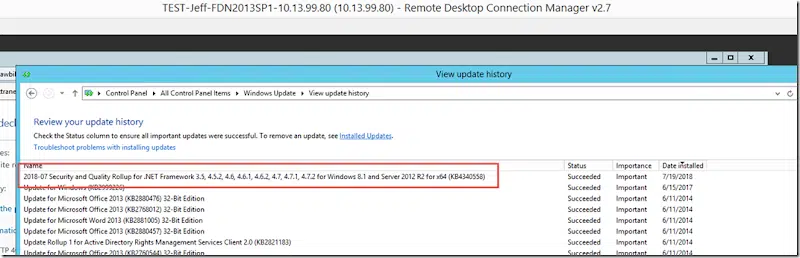 TEST-Jeff-FDN2013SP1-10.13.99.80 (10.13.99.80) - Remote Desktop Connection Manager v2.7
View update history
Control Panel ▸ All Control Panel Items ▸ Windows Update ▸ View update history
Review your update history
Check the Status column to ensure all important updates were successful. To remove an update, see Installed Updates.
Troubleshoot problems with installing updates
Name Status Importance Date installed
2018-07 Security and Quality Rollup for .NET Framework 3.5, 4.5.2, 4.6, 4.6.1, 4.6.2, 4.7, 4.7.1, 4.7.2 for Windows 8.1 and Server 2012 R2 for x64 (KB4340558) Succeeded Important 7/19/2018
Update for Windows (KB2999226) Succeeded Important 6/15/2017
Update for Microsoft Office 2013 (KB2880476) 32-Bit Edition Succeeded Important 6/11/2014
Update for Microsoft Office 2013 (KB2768012) 32-Bit Edition Succeeded Important 6/11/2014
Update for Microsoft Word 2013 (KB2881005) 32-Bit Edition Succeeded Important 6/11/2014
Update for Microsoft Office 2013 (KB2878012) 32-Bit Edition Succeeded Important 6/11/2014
Update Rollup 1 for Active Directory Rights Management Services Client 2.0 (KB2821183) Succeeded Important 6/11/2014
Update for Microsoft Office 2013 (KB2760544) 32-Bit Edition Succeeded Important 6/11/2014